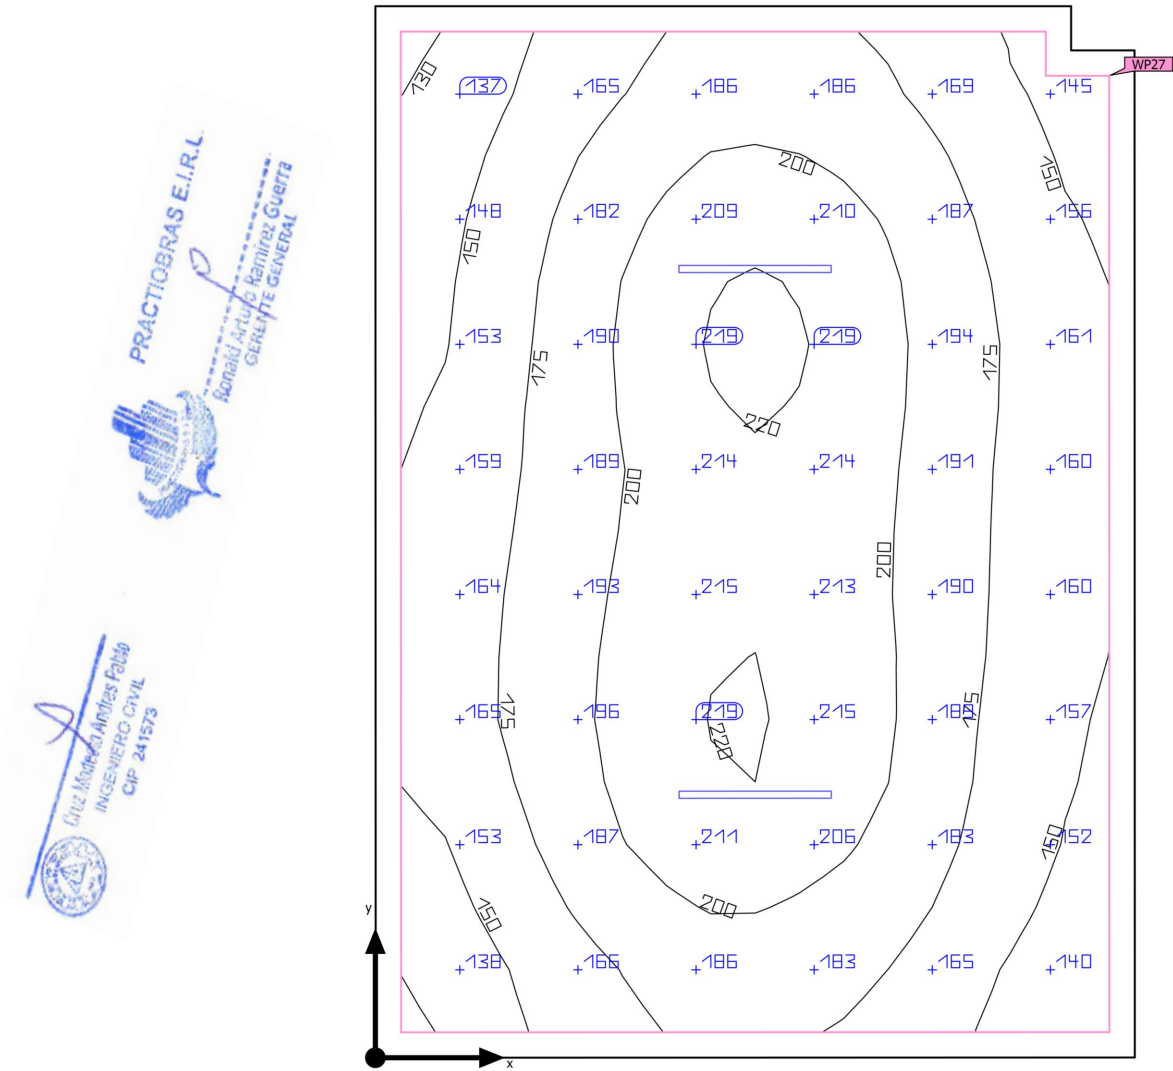 130
137 165 186 186 169 145
WP27
200
150
148 182 209 210 187 156
150
153 190 219 219 194 161
175
175
220
159 189 214 214 191 160
200
200
164 193 215 213 190 160
165 196 219 215 189 157
175
175
220
153 187 211 206 183 152
150
200
150
138 166 186 183 165 140
y
x
PRACTIOBRAS E.I.R.L.
Ronald Arturo Ramirez Guerra
GERENTE GENERAL
Cruz Andres Pablo
INGENIERO CIVIL
CIP 241573